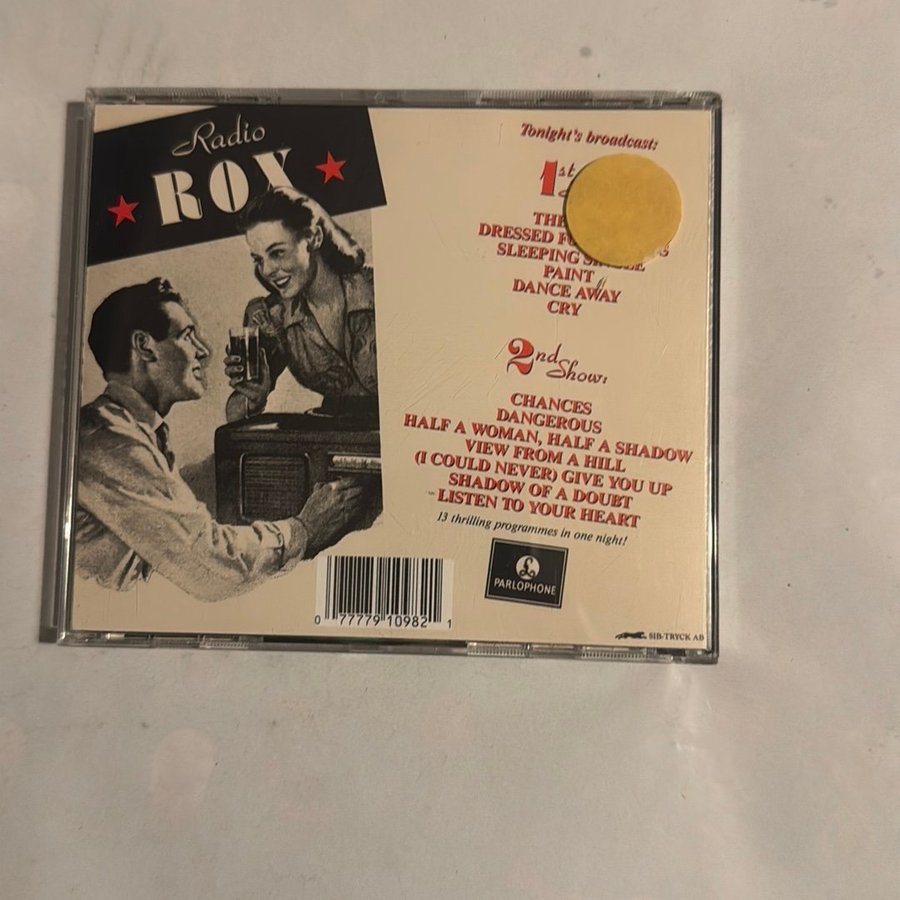 Radio
ROX
Tonight's broadcast:
1st
THE
DRESSED
SLEEPING
PAINT
DANCE AWAY
CRY
2nd Show:
CHANCES
DANGEROUS
HALF A WOMAN, HALF A SHADOW
VIEW FROM A HILL
(I COULD NEVER) GIVE YOU UP
SHADOW OF A DOUBT
LISTEN TO YOUR HEART
13 thrilling programmes in one night!
£
PARLOPHONE
0 77779 10982 1
SIB-TRYCK AB